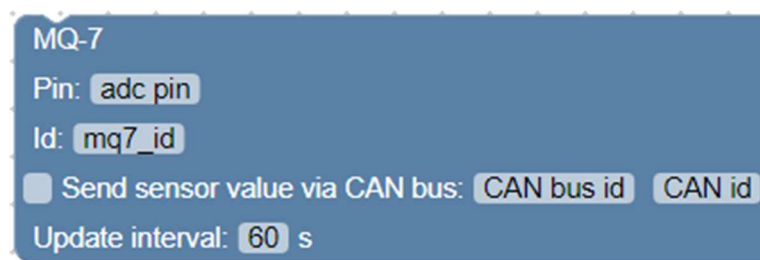 MQ-7
Pin: adc pin
Id: mq7_id
Send sensor value via CAN bus: CAN bus id CAN id
Update interval: 60 s